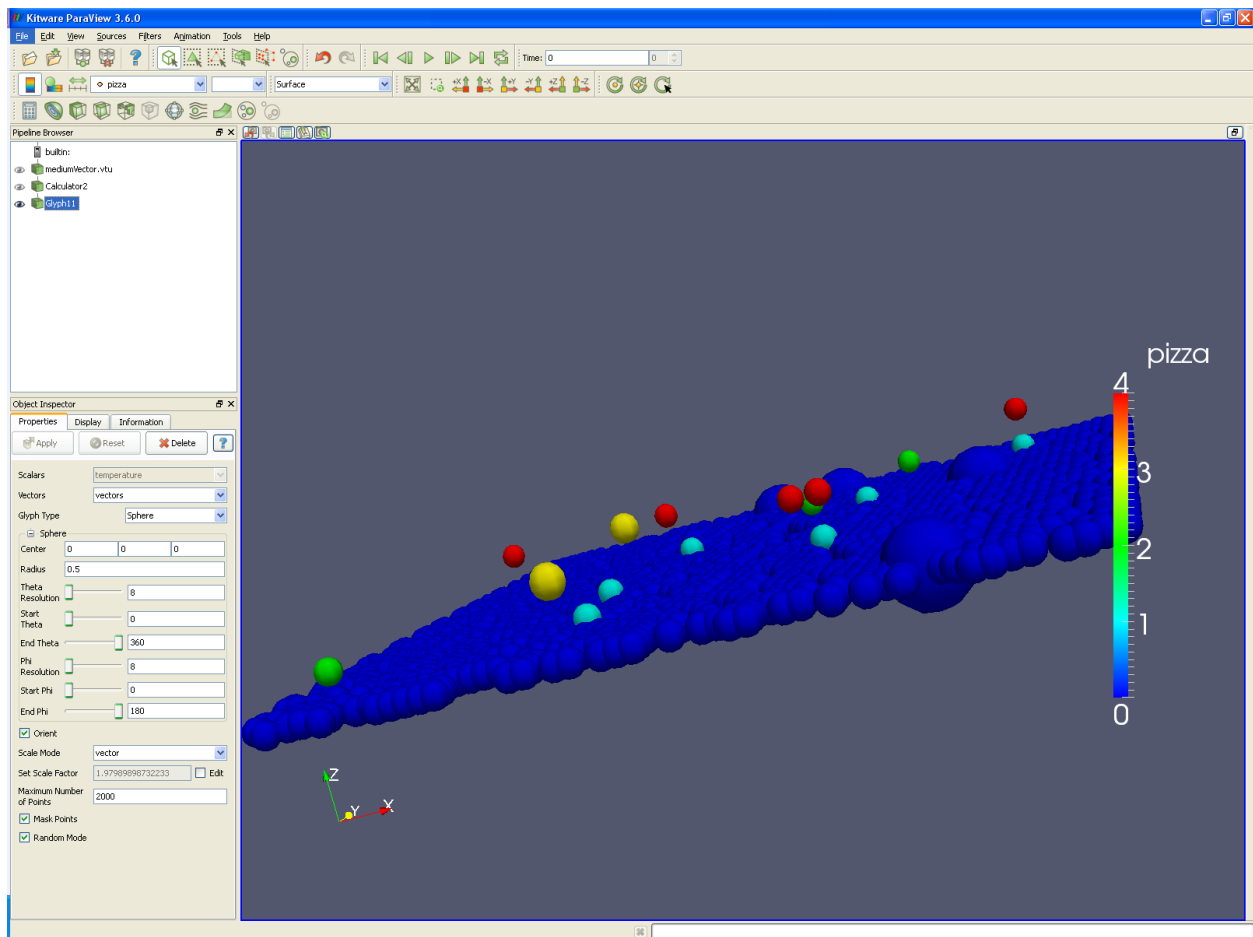 Kitware ParaView 3.6.0
File Edit View Sources Filters Animation Tools Help
Time: 0 0
pizza Surface
+X -X +Y -Y +Z -Z
Pipeline Browser
builtin:
mediumVector.vtu
Calculator2
Glyph11
Object Inspector
Properties Display Information
Apply Reset Delete ?
Scalars temperature
Vectors vectors
Glyph Type Sphere
Sphere
Center 0 0 0
Radius 0.5
Theta Resolution 8
Start Theta 0
End Theta 360
Phi Resolution 8
Start Phi 0
End Phi 180
Orient
Scale Mode vector
Set Scale Factor 1.97989898732233 Edit
Maximum Number of Points 2000
Mask Points
Random Mode
pizza
4
3
2
1
0
Z
Y X